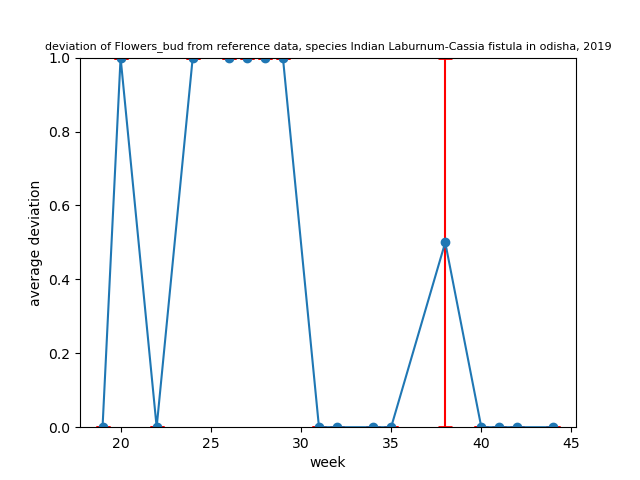 deviation of Flowers_bud from reference data, species Indian Laburnum-Cassia fistula in odisha, 2019
1.0
0.8
0.6
0.4
0.2
0.0
average deviation
20 25 30 35 40 45
week